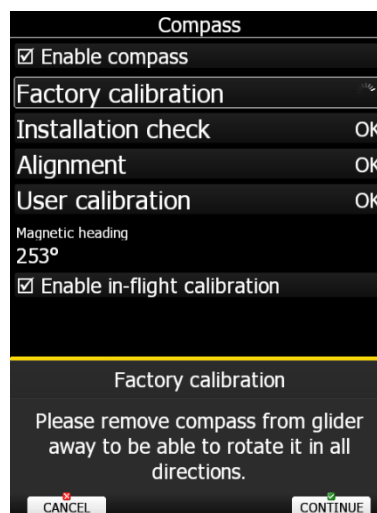 Compass
Enable compass
Factory calibration
Installation check OK
Alignment OK
User calibration OK
Magnetic heading
253°
Enable in-flight calibration
Factory calibration
Please remove compass from glider
away to be able to rotate it in all
directions.
CANCEL CONTINUE